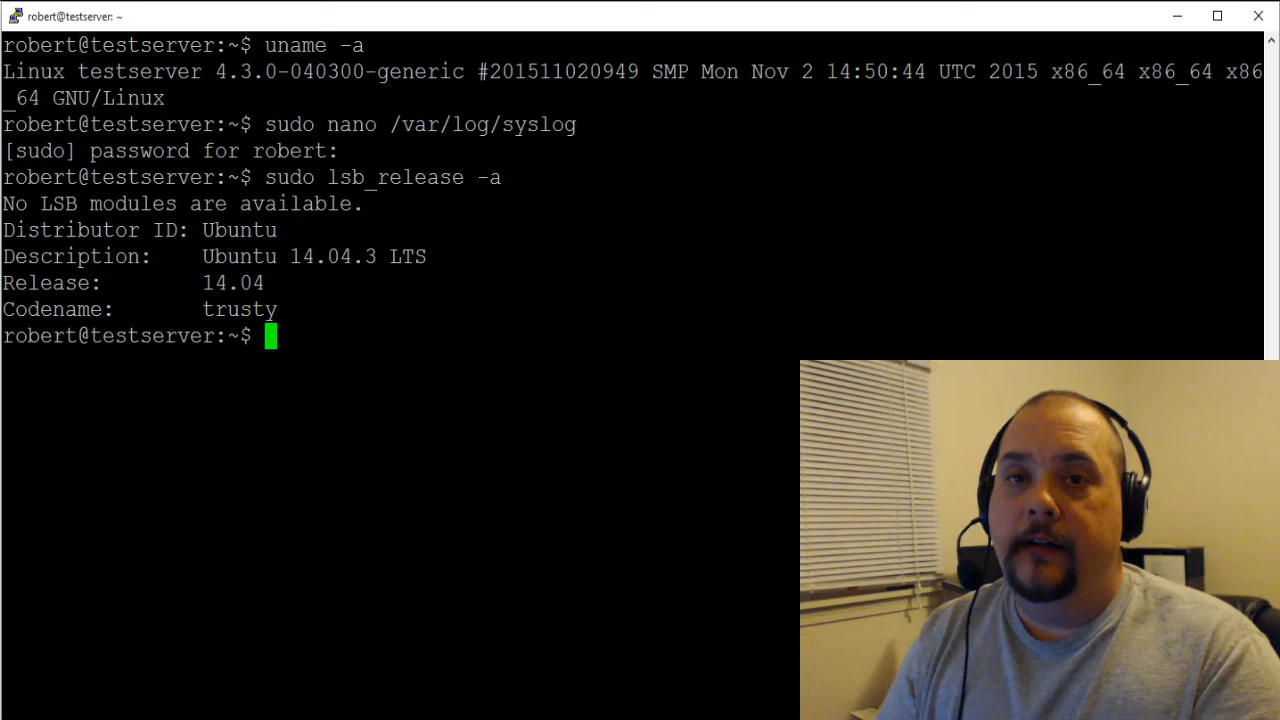 robert@testserver: ~
robert@testserver:~$ uname -a
Linux testserver 4.3.0-040300-generic #201511020949 SMP Mon Nov 2 14:50:44 UTC 2015 x86_64 x86_64 x86
_64 GNU/Linux
robert@testserver:~$ sudo nano /var/log/syslog
[sudo] password for robert:
robert@testserver:~$ sudo lsb_release -a
No LSB modules are available.
Distributor ID: Ubuntu
Description:    Ubuntu 14.04.3 LTS
Release:        14.04
Codename:       trusty
robert@testserver:~$